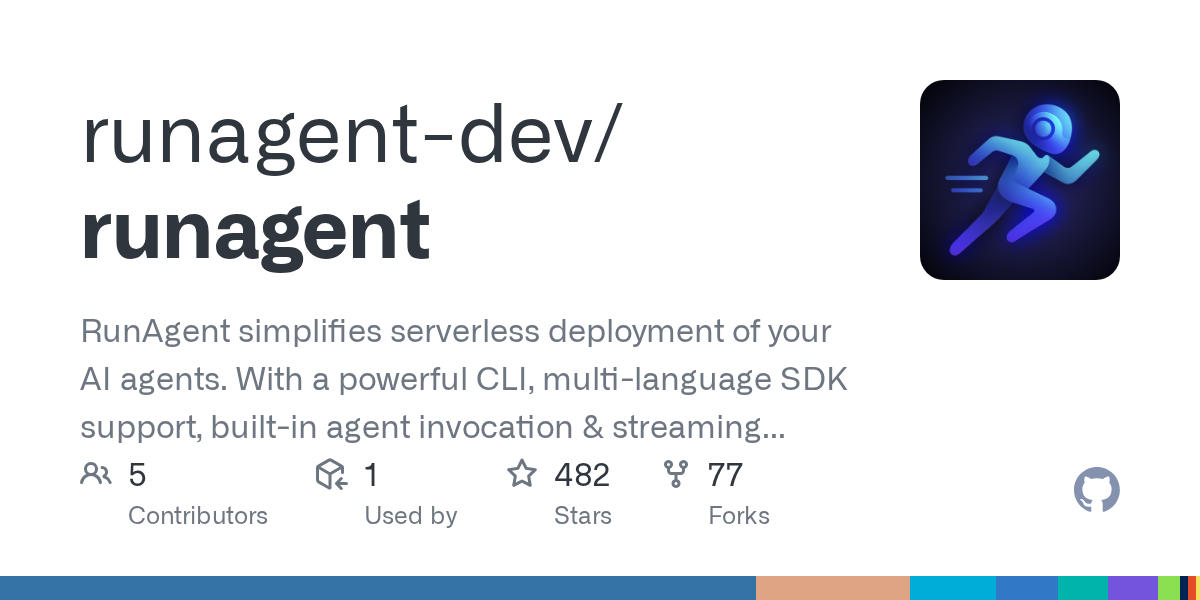 runagent-dev/
runagent
RunAgent simplifies serverless deployment of your
AI agents. With a powerful CLI, multi-language SDK
support, built-in agent invocation & streaming...
5 1 482 77
Contributors Used by Stars Forks